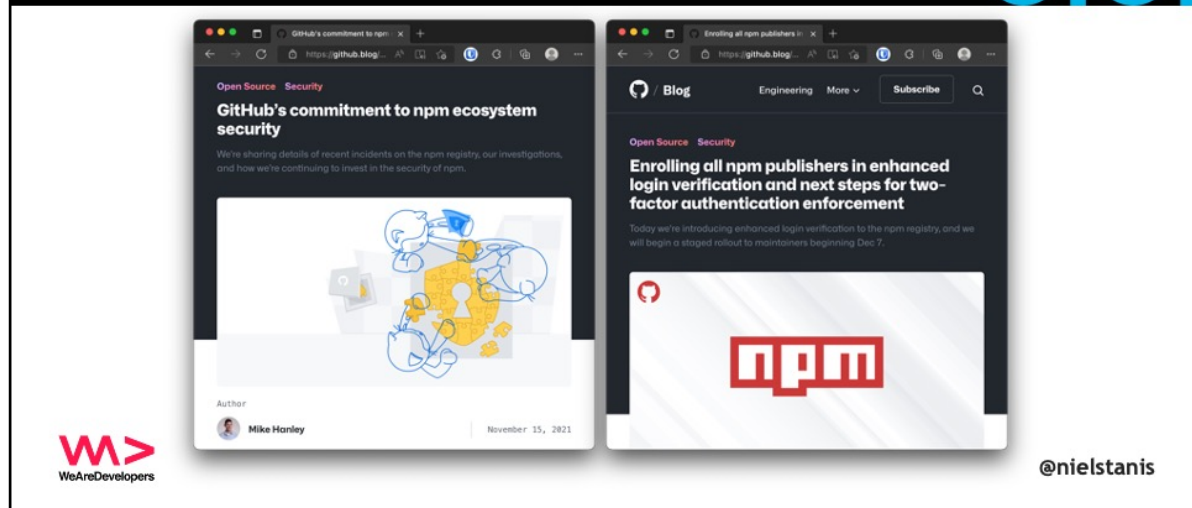 GitHub's commitment to npm
https://github.blog/...
Open Source Security
GitHub's commitment to npm ecosystem
security
We're sharing details of recent incidents on the npm registry, our investigations,
and how we're continuing to invest in the security of npm.
Author
Mike Hanley
November 15, 2021
Enrolling all npm publishers in
https://github.blog/...
/ Blog
Engineering
More
Subscribe
Open Source Security
Enrolling all npm publishers in enhanced
login verification and next steps for two-
factor authentication enforcement
Today we're introducing enhanced login verification to the npm registry, and we
will begin a staged rollout to maintainers beginning Dec 7.
npm
WeAreDevelopers
@nielstanis